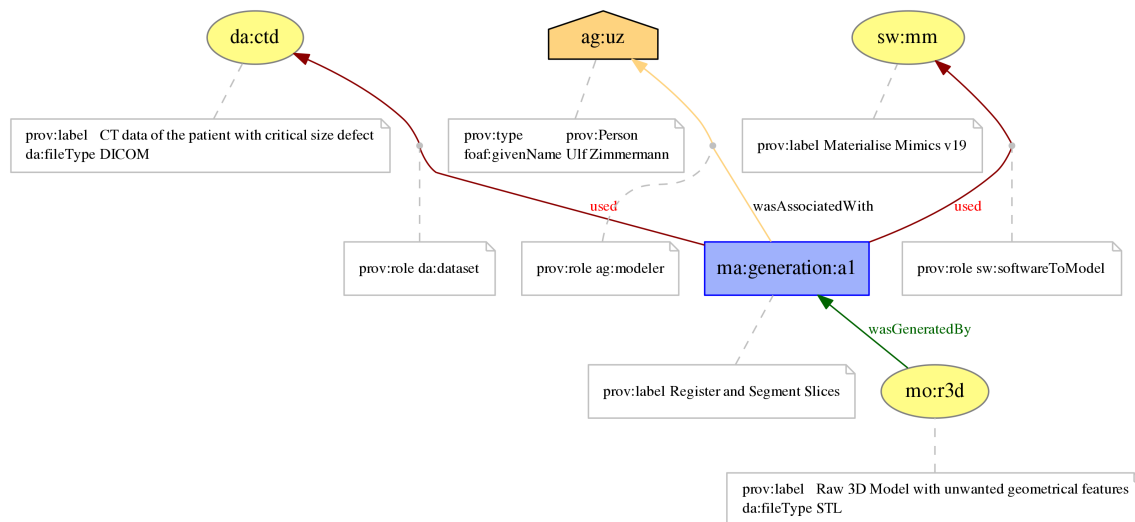 da:ctd
ag:uz
sw:mm
prov:label CT data of the patient with critical size defect
da:fileType DICOM
prov:type prov:Person
foaf:givenName Ulf Zimmermann
prov:label Materialise Mimics v19
used
wasAssociatedWith
used
prov:role da:dataset
prov:role ag:modeler
ma:generation:a1
prov:role sw:softwareToModel
wasGeneratedBy
prov:label Register and Segment Slices
mo:r3d
prov:label Raw 3D Model with unwanted geometrical features
da:fileType STL